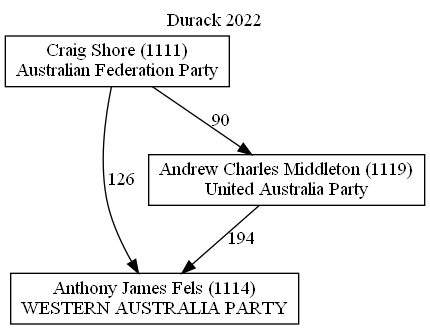 Durack 2022
Craig Shore (1111)
Australian Federation Party
90
Andrew Charles Middleton (1119)
United Australia Party
126
194
Anthony James Fels (1114)
WESTERN AUSTRALIA PARTY